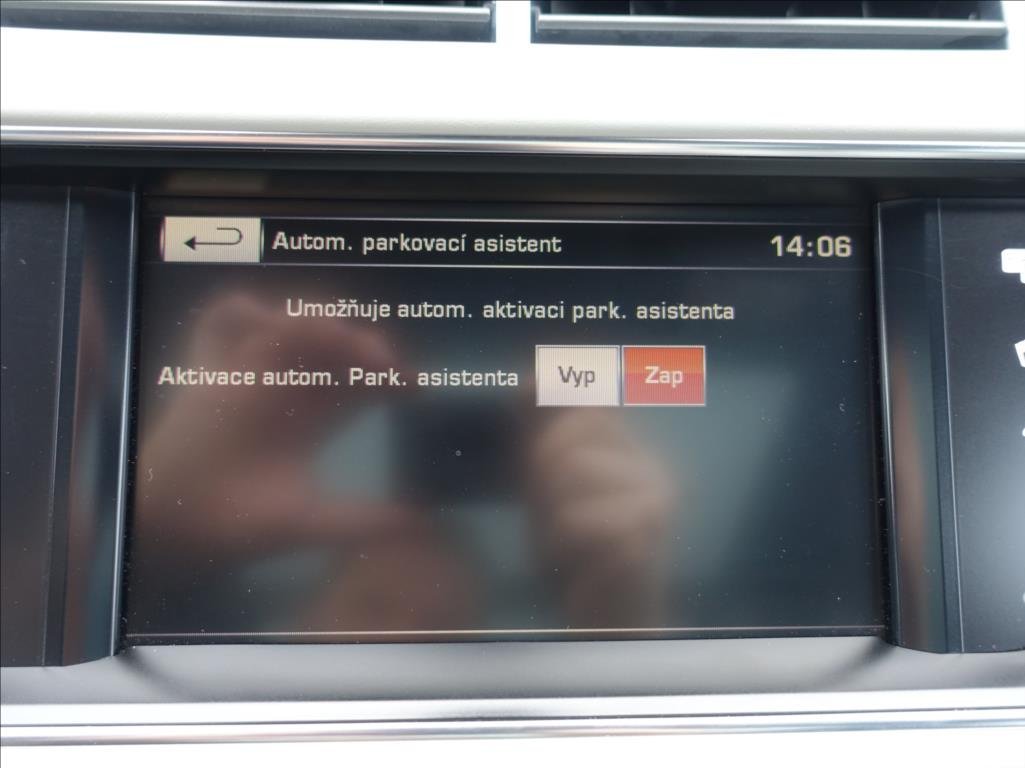 Autom. parkovací asistent 14:06
Umožňuje autom. aktivaci park. asistenta
Aktivace autom. Park. asistenta Vyp Zap